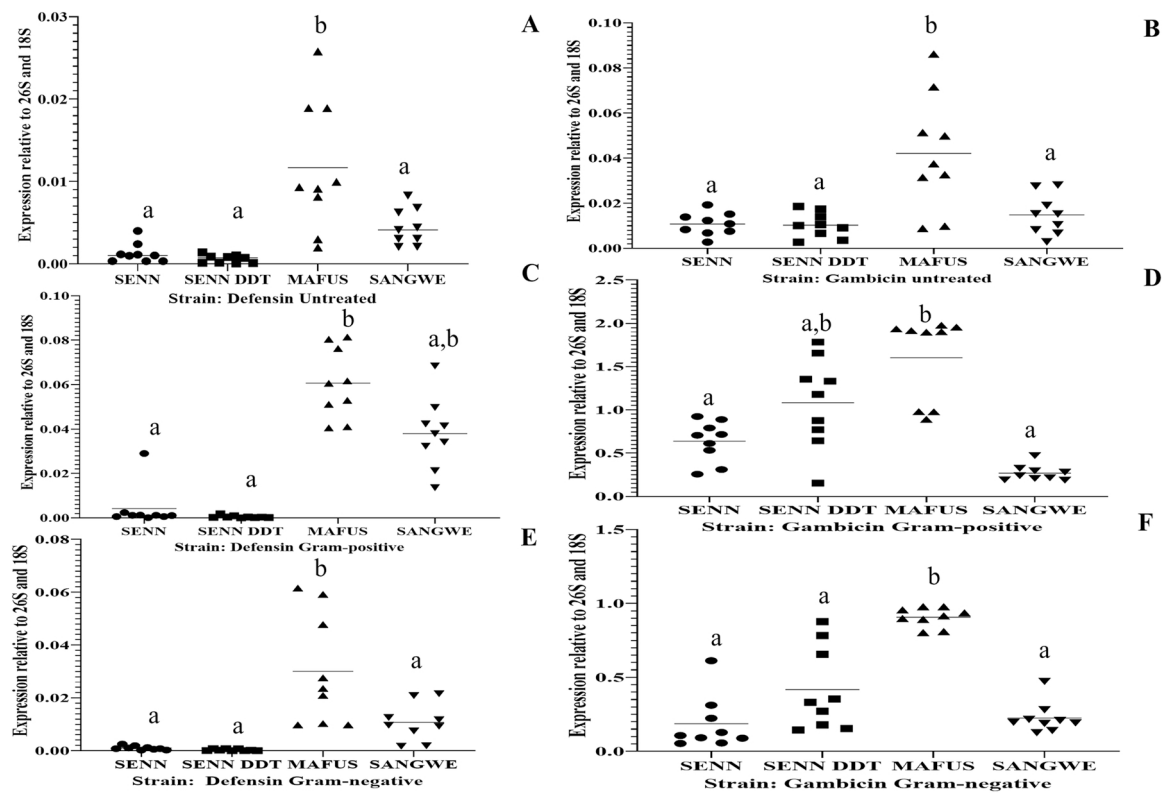 A
Expression relative to 26S and 18S
0.03
0.02
0.01
0.00
a
a
b
a
SENN
SENN DDT
MAFUS
SANGWE
Strain: Defensin Untreated
B
Expression relative to 26S and 18S
0.10
0.08
0.06
0.04
0.02
0.00
a
a
b
a
SENN
SENN DDT
MAFUS
SANGWE
Strain: Gambicin untreated
C
Expression relative to 26S and 18S
0.10
0.08
0.06
0.04
0.02
0.00
a
a
b
a,b
SENN
SENN DDT
MAFUS
SANGWE
Strain: Defensin Gram-positive
D
Expression relative to 26S and 18S
2.5
2.0
1.5
1.0
0.5
0.0
a
a,b
b
a
SENN
SENN DDT
MAFUS
SANGWE
Strain: Gambicin Gram-positive
E
Expression relative to 26S and 18S
0.08
0.06
0.04
0.02
0.00
a
a
b
a
SENN
SENN DDT
MAFUS
SANGWE
Strain: Defensin Gram-negative
F
Expression relative to 26S and 18S
1.5
1.0
0.5
0.0
a
a
b
a
SENN
SENN DDT
MAFUS
SANGWE
Strain: Gambicin Gram-negative